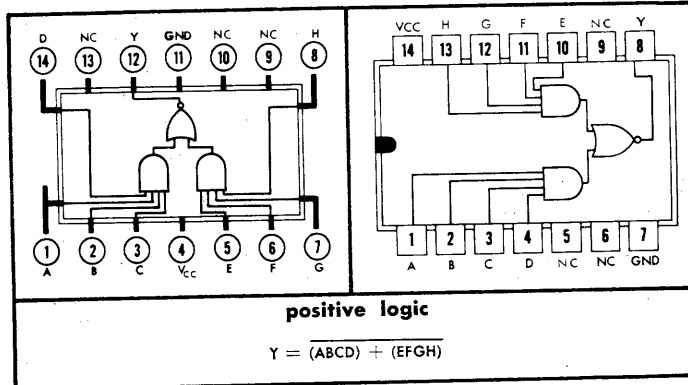 D NC Y GND NC NC H
14 13 12 11 10 9 8
1 2 3 4 5 6 7
A B C VCC E F G
VCC H G F E NC Y
14 13 12 11 10 9 8
1 2 3 4 5 6 7
A B C D NC NC GND
positive logic
Y = (ABCD) + (EFGH)